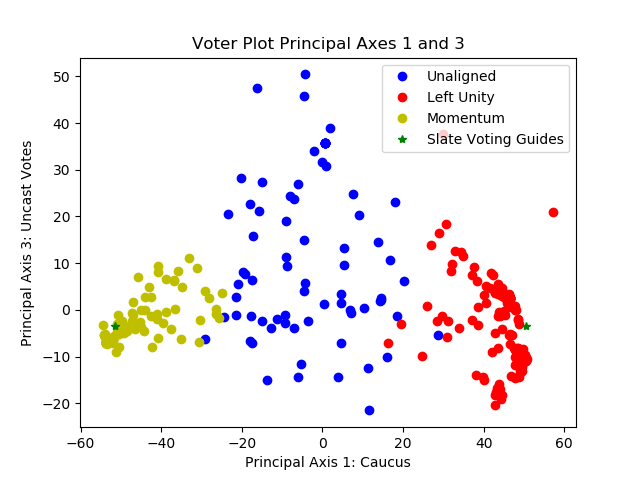 Voter Plot Principal Axes 1 and 3
Unaligned
Left Unity
Momentum
Slate Voting Guides
50
40
30
20
10
0
−10
−20
Principal Axis 3: Uncast Votes
−60
−40
−20
0
20
40
60
Principal Axis 1: Caucus